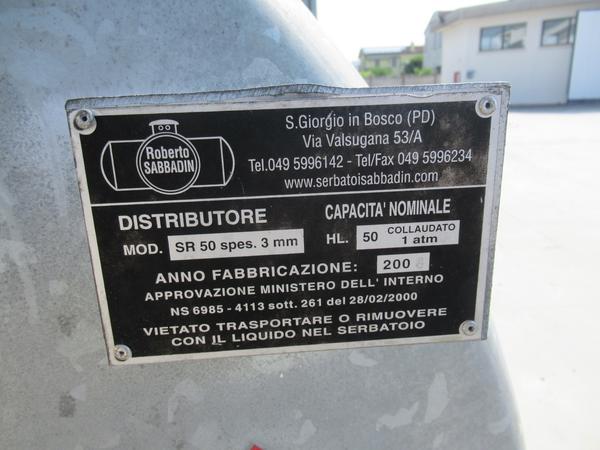 Roberto
SABBADIN
S.Giorgio in Bosco (PD)
Via Valsugana 53/A
Tel.049 5996142 - Tel/Fax 049 5996234
www.serbatoisabbadin.com
DISTRIBUTORE
MOD. SR 50 spes. 3 mm
CAPACITA' NOMINALE
HL. 50 COLLAUDATO
1 atm
ANNO FABBRICAZIONE: 200
APPROVAZIONE MINISTERO DELL' INTERNO
NS 6985 - 4113 sott. 261 del 28/02/2000
VIETATO TRASPORTARE O RIMUOVERE
CON IL LIQUIDO NEL SERBATOIO